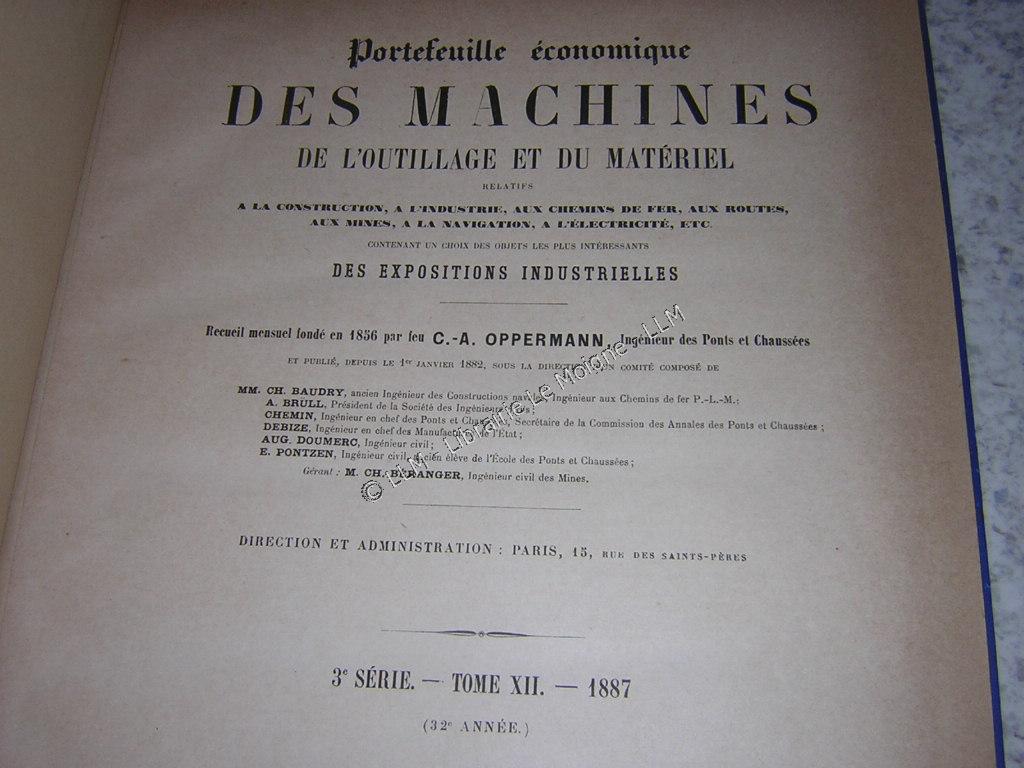 Portefeuille économique
DES MACHINES
DE L'OUTILLAGE ET DU MATÉRIEL
RELATIFS
A LA CONSTRUCTION, A L'INDUSTRIE, AUX CHEMINS DE FER, AUX ROUTES,
AUX MINES, A LA NAVIGATION, A L'ÉLECTRICITÉ, ETC.
CONTENANT UN CHOIX DES OBJETS LES PLUS INTÉRESSANTS
DES EXPOSITIONS INDUSTRIELLES
Recueil mensuel fondé en 1856 par feu C.-A. OPPERMANN, Ingénieur des Ponts et Chaussées
ET PUBLIÉ, DEPUIS LE 1er JANVIER 1882, SOUS LA DIRECTION D'UN COMITÉ COMPOSÉ DE
MM. CH. BAUDRY, ancien Ingénieur des Constructions navales, Ingénieur aux Chemins de fer P.-L.-M.;
A. BRÜLL, Président de la Société des Ingénieurs civils;
CHEMIN, Ingénieur en chef des Ponts et Chaussées, Secrétaire de la Commission des Annales des Ponts et Chaussées;
DEBIZE, Ingénieur en chef des Manufactures de l'État;
AUG. DOUMERC, Ingénieur civil;
E. PONTZEN, Ingénieur civil, ancien élève de l'École des Ponts et Chaussées;
Gérant : M. CH. BÉRANGER, Ingénieur civil des Mines.
DIRECTION ET ADMINISTRATION : PARIS, 15, RUE DES SAINTS-PÈRES
3e SÉRIE. — TOME XII. — 1887
(32e ANNÉE.)
© LLM - Librairie Le Moigne - LLM